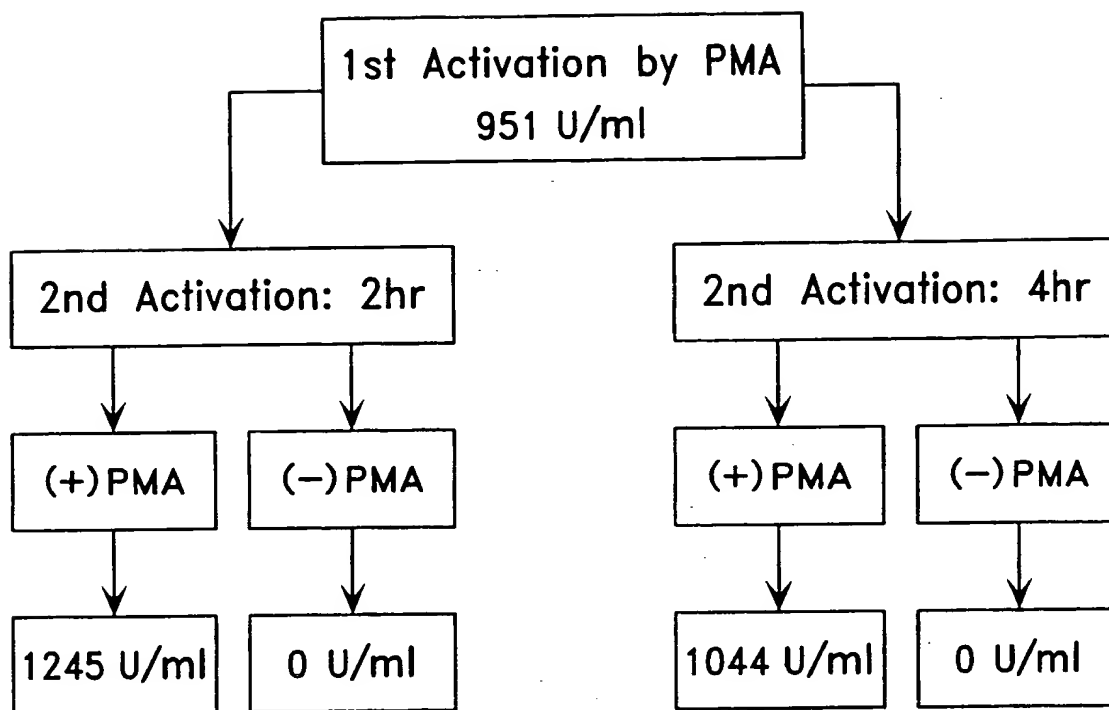 1st Activation by PMA
951 U/ml
2nd Activation: 2hr
2nd Activation: 4hr
(+)PMA
(−)PMA
(+)PMA
(−)PMA
1245 U/ml
0 U/ml
1044 U/ml
0 U/ml